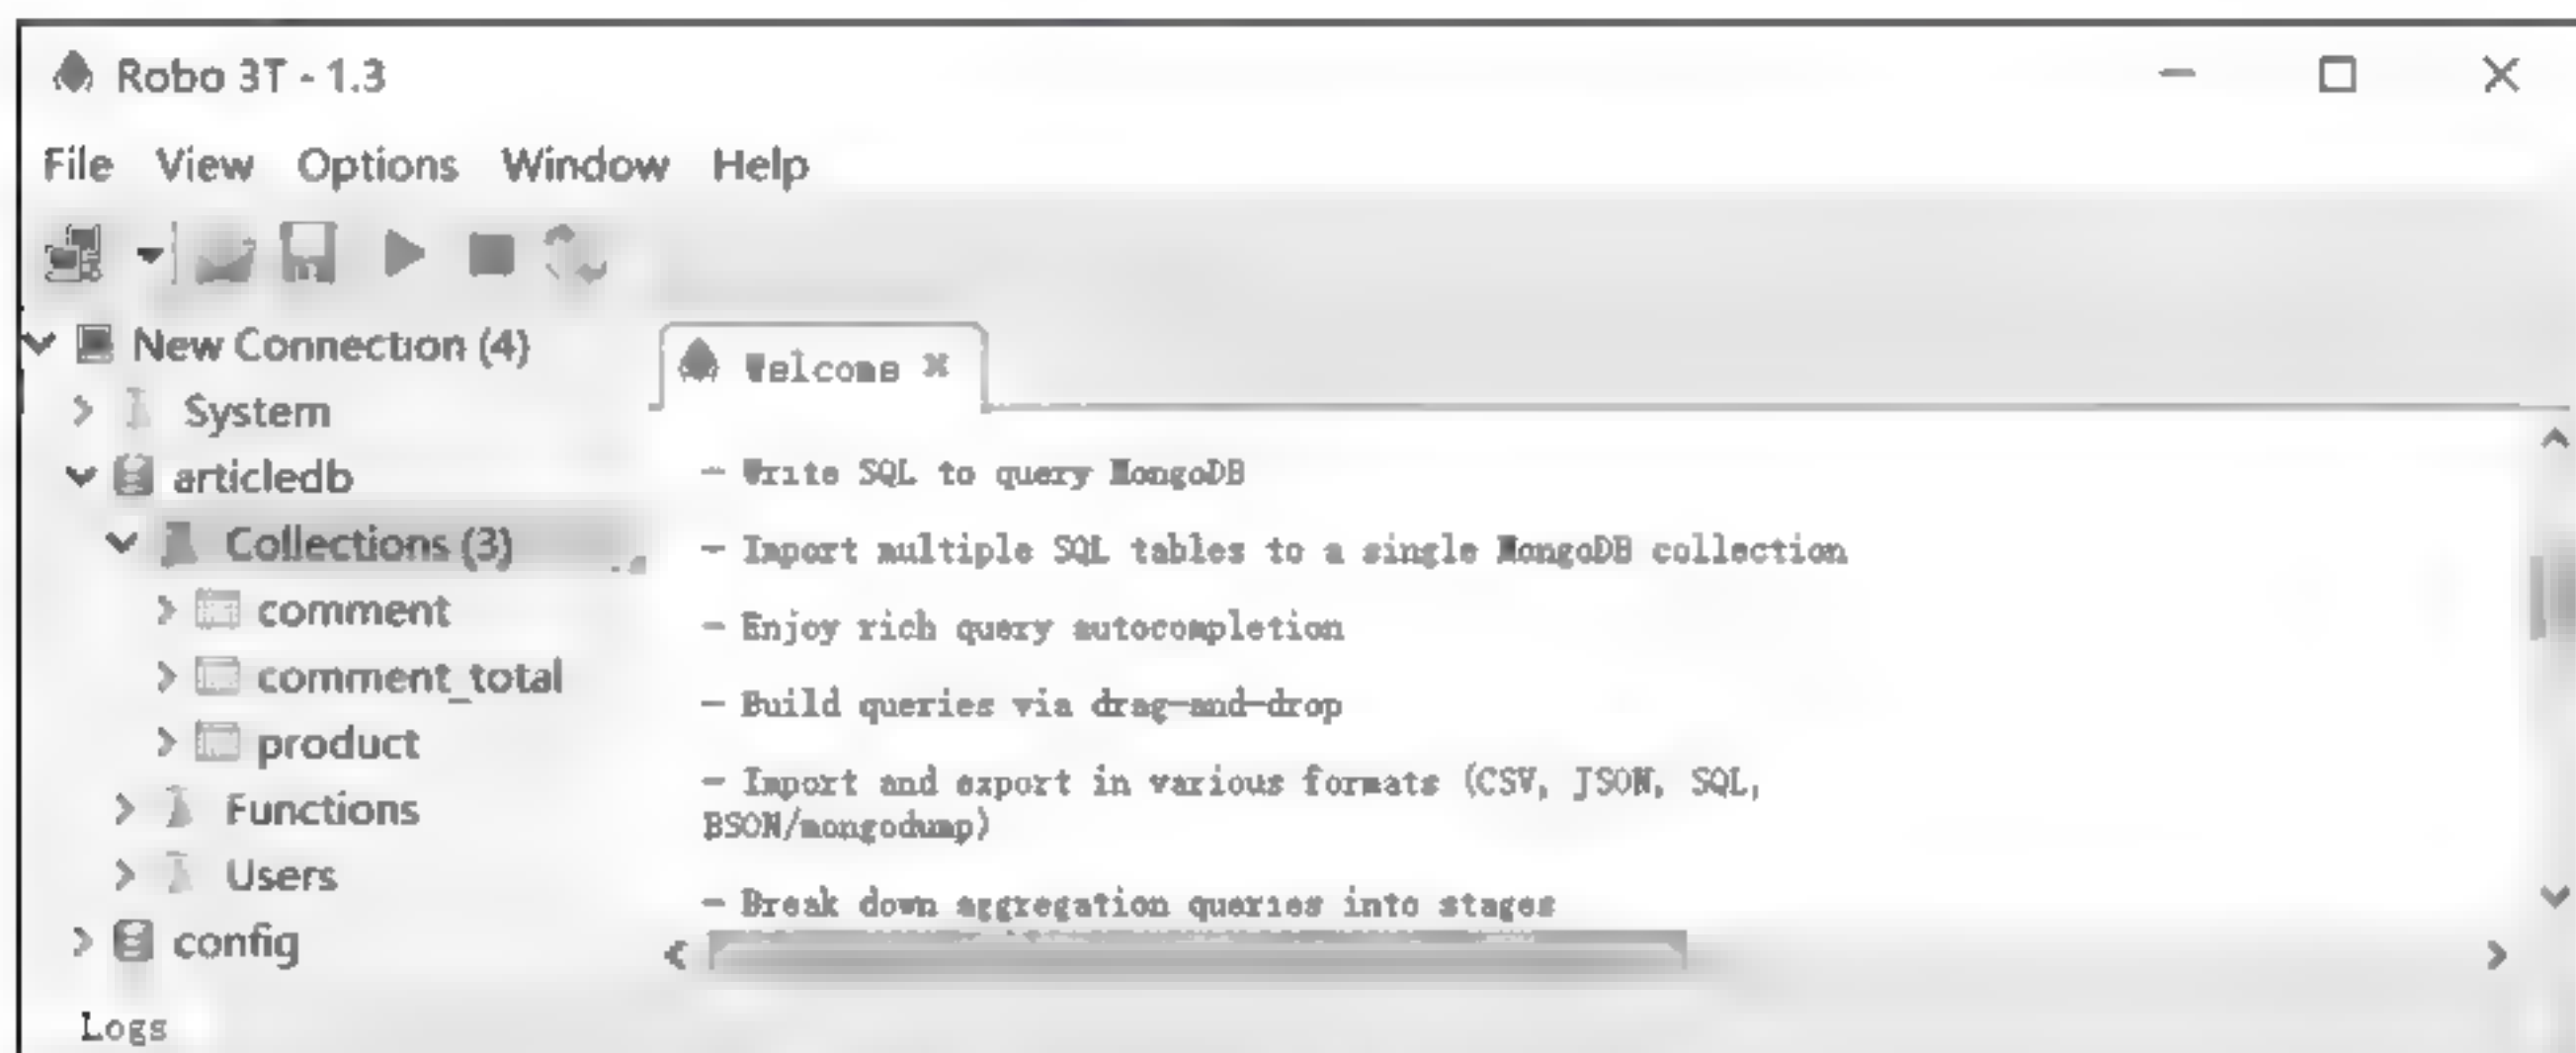 Robo 3T - 1.3
File View Options Window Help
New Connection (4)
System
articledb
Collections (3)
comment
comment_total
product
Functions
Users
config
Logs
Welcome
- Write SQL to query MongoDB
- Import multiple SQL tables to a single MongoDB collection
- Enjoy rich query autocompletion
- Build queries via drag-and-drop
- Import and export in various formats (CSV, JSON, SQL,
BSON/mongodump)
- Break down aggregation queries into stages